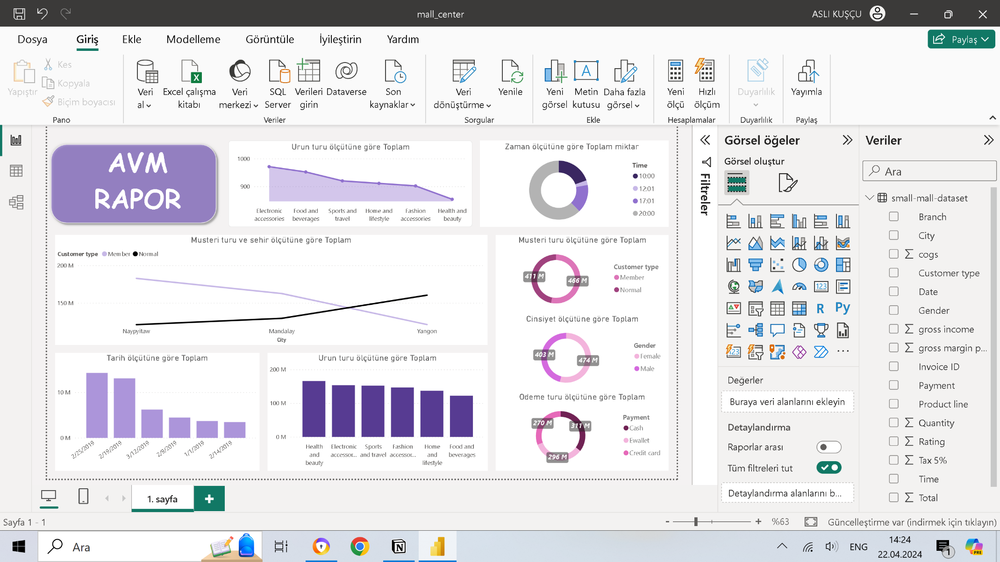 mall_center
ASLI KUŞÇU
Dosya
Giriş
Ekle
Modelleme
Görüntüle
İyileştirin
Yardım
Paylaş
Yapıştır
Kes
Kopyala
Biçim boyacısı
Pano
Veri
al
Excel çalışma
kitabı
Veri
merkezi
SQL
Server
Verileri
girin
Dataverse
Son
kaynaklar
Veriler
Veri
dönüştürme
Yenile
Sorgular
Yeni
görsel
Metin
kutusu
Daha fazla
görsel
Ekle
Yeni
ölçü
Hızlı
ölçüm
Hesaplamalar
Duyarlılık
Duyarlılık
Yayımla
Paylaş
AVM
RAPOR
Urun turu ölçütüne göre Toplam
1000
900
Electronic
accessories
Food and
beverages
Sports and
travel
Home and
lifestyle
Fashion
accessories
Health and
beauty
Zaman ölçütüne göre Toplam miktar
Time
10:00
12:01
17:01
20:00
Musteri turu ve sehir ölçütüne göre Toplam
Customer type Member Normal
200 M
150 M
Naypyitaw
Mandalay
Yangon
City
Musteri turu ölçütüne göre Toplam
411 M
466 M
Customer type
Member
Normal
Cinsiyet ölçütüne göre Toplam
403 M
474 M
Gender
Female
Male
Odeme turu ölçütüne göre Toplam
270 M
311 M
296 M
Payment
Cash
Ewallet
Credit card
Tarih ölçütüne göre Toplam
10 M
0 M
2/25/2019
2/19/2019
3/12/2019
2/9/2019
1/1/2019
2/14/2019
Urun turu ölçütüne göre Toplam
200 M
100 M
0 M
Health
and
beauty
Electronic
accessor...
Sports
and travel
Fashion
accessor...
Home
and
lifestyle
Food and
beverages
Filtreler
Görsel öğeler
Görsel oluştur
123
R
Py
123
Değerler
Buraya veri alanlarını ekleyin
Detaylandırma
Raporlar arası
Tüm filtreleri tut
Detaylandırma alanlarını b...
Veriler
Ara
small-mall-dataset
Branch
City
∑ cogs
Customer type
Date
Gender
∑ gross income
∑ gross margin p...
Invoice ID
Payment
Product line
∑ Quantity
∑ Rating
∑ Tax 5%
Time
∑ Total
1. sayfa
Sayfa 1 - 1
- + %63
Güncelleştirme var (indirmek için tıklayın)
Ara
ENG
14:24
22.04.2024
1
PRE